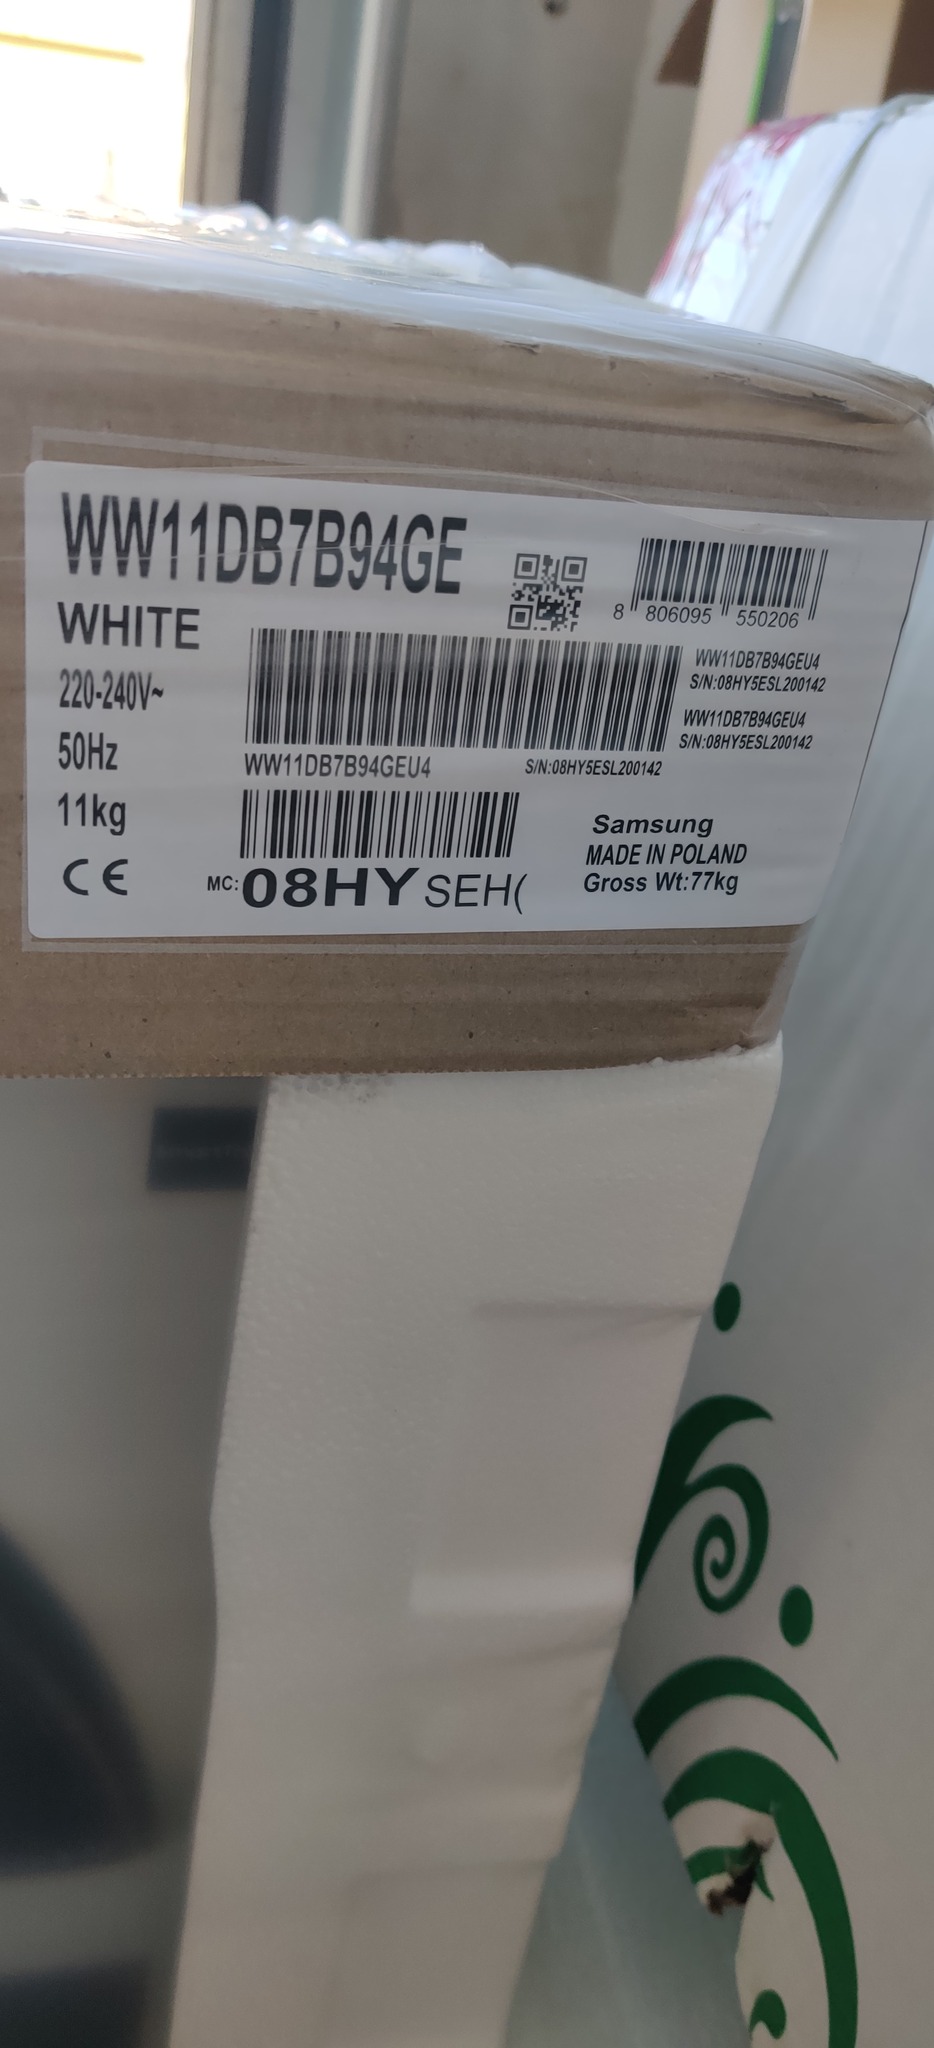 WW11DB7B94GE
WHITE
220-240V~
50Hz
11kg
CE
8 806095 550206
WW11DB7B94GEU4
S/N:08HY5ESL200142
WW11DB7B94GEU4
S/N:08HY5ESL200142
WW11DB7B94GEU4 S/N:08HY5ESL200142
MC:08HY SEH(
Samsung
MADE IN POLAND
Gross Wt:77kg